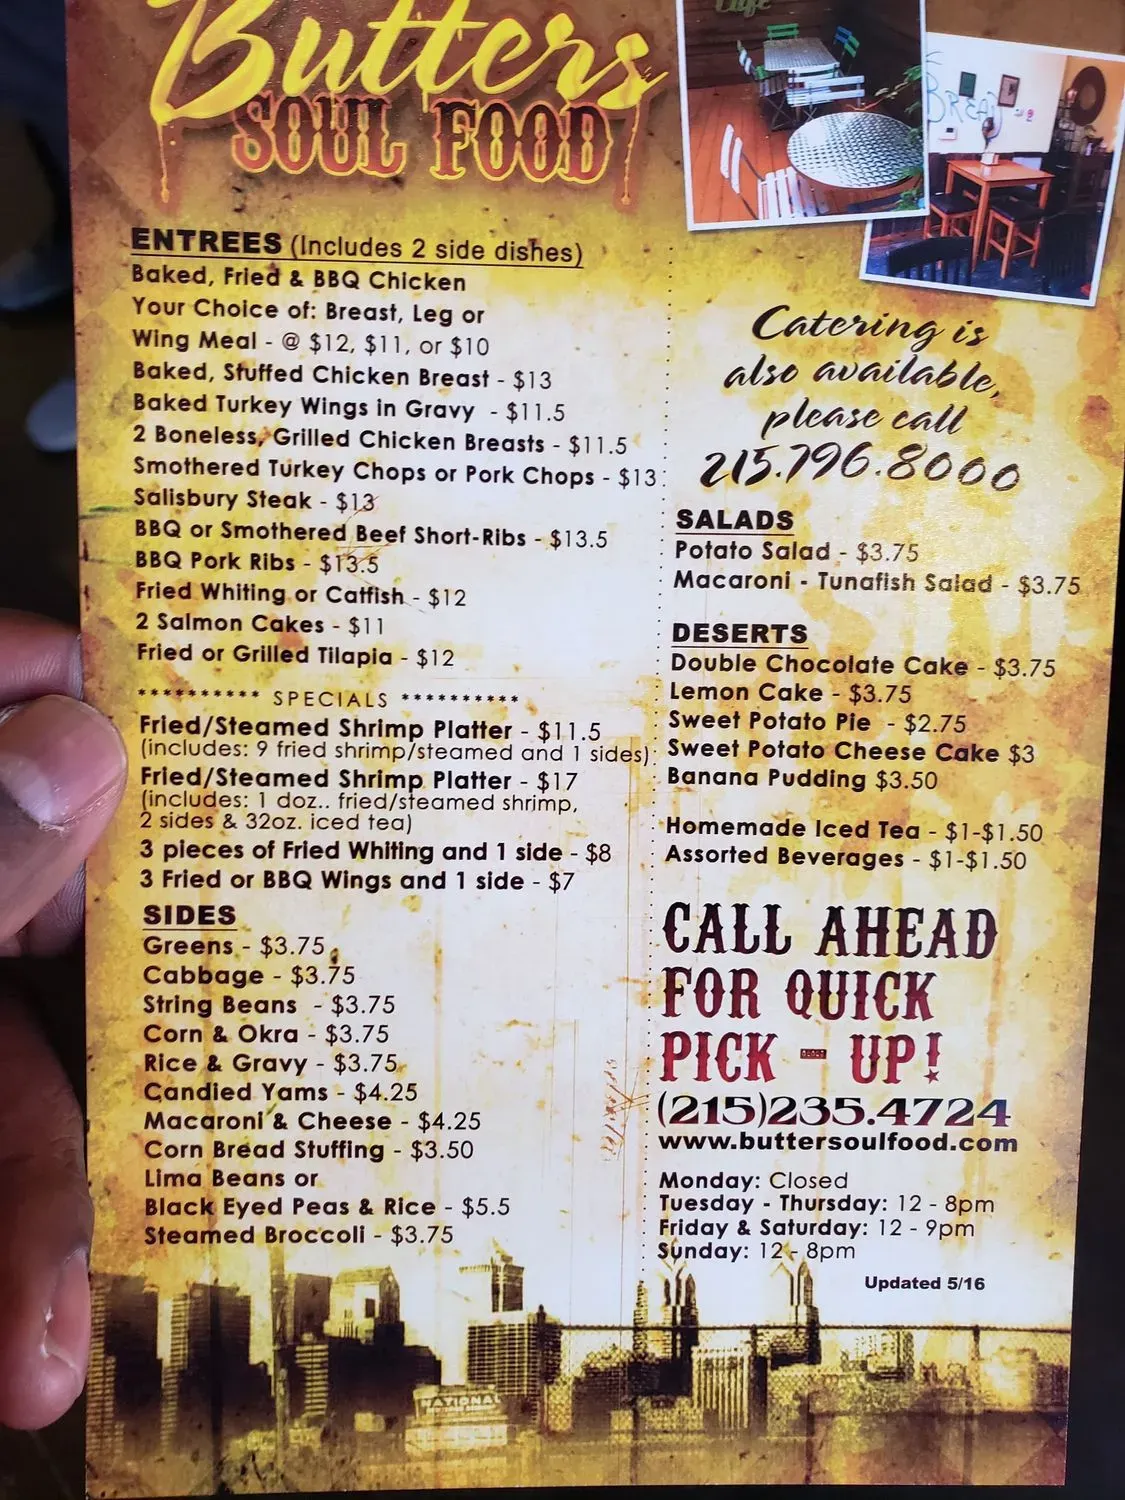 Butters
SOUL FOOD
Cafe
BREAD
ENTREES (Includes 2 side dishes)
Baked, Fried & BBQ Chicken
Your Choice of: Breast, Leg or
Wing Meal - @ $12, $11, or $10
Baked, Stuffed Chicken Breast - $13
Baked Turkey Wings in Gravy - $11.5
2 Boneless, Grilled Chicken Breasts - $11.5
Smothered Turkey Chops or Pork Chops - $13
Salisbury Steak - $13
BBQ or Smothered Beef Short-Ribs - $13.5
BBQ Pork Ribs - $13.5
Fried Whiting or Catfish - $12
2 Salmon Cakes - $11
Fried or Grilled Tilapia - $12
********** SPECIALS **********
Fried/Steamed Shrimp Platter - $11.5
(includes: 9 fried shrimp/steamed and 1 sides)
Fried/Steamed Shrimp Platter - $17
(includes: 1 doz.. fried/steamed shrimp,
2 sides & 32oz. iced tea)
3 pieces of Fried Whiting and 1 side - $8
3 Fried or BBQ Wings and 1 side - $7
SIDES
Greens - $3.75
Cabbage - $3.75
String Beans - $3.75
Corn & Okra - $3.75
Rice & Gravy - $3.75
Candied Yams - $4.25
Macaroni & Cheese - $4.25
Corn Bread Stuffing - $3.50
Lima Beans or
Black Eyed Peas & Rice - $5.5
Steamed Broccoli - $3.75
Catering is
also available,
please call
215.796.8000
SALADS
Potato Salad - $3.75
Macaroni - Tunafish Salad - $3.75
DESERTS
Double Chocolate Cake - $3.75
Lemon Cake - $3.75
Sweet Potato Pie - $2.75
Sweet Potato Cheese Cake $3
Banana Pudding $3.50
Homemade Iced Tea - $1-$1.50
Assorted Beverages - $1-$1.50
CALL AHEAD
FOR QUICK
PICK - UP!
(215)235.4724
www.buttersoulfood.com
Monday: Closed
Tuesday - Thursday: 12 - 8pm
Friday & Saturday: 12 - 9pm
Sunday: 12 - 8pm
Updated 5/16
NATIONAL